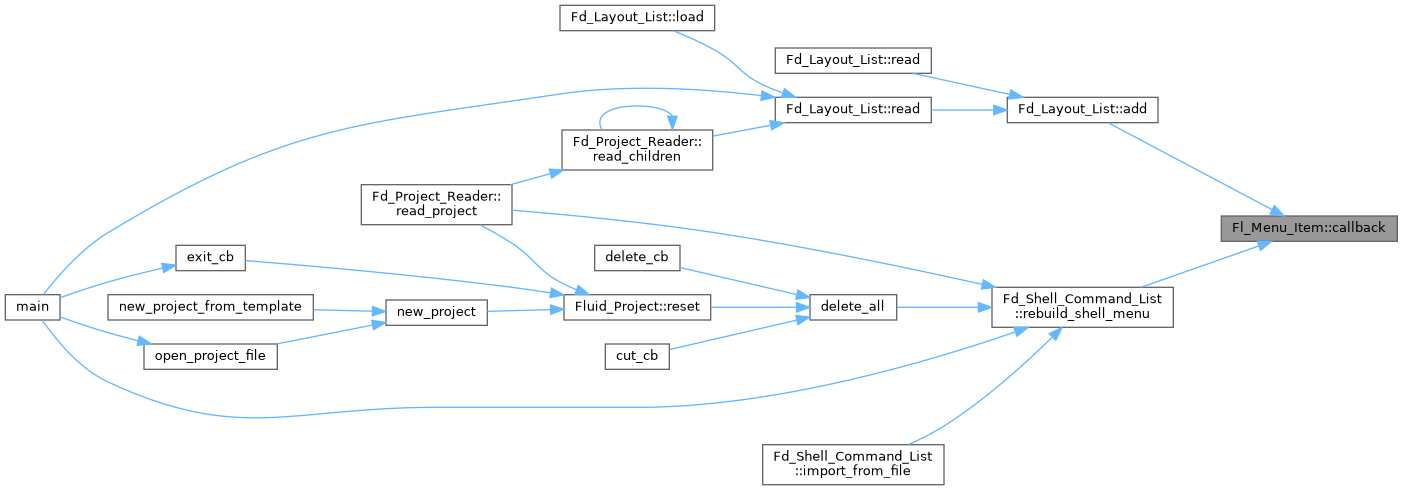 Fd_Layout_List::load
Fd_Layout_List::read
Fd_Layout_List::read
Fd_Layout_List::add
Fd_Project_Reader::
read_children
Fd_Project_Reader::
read_project
Fl_Menu_Item::callback
exit_cb
delete_cb
main
new_project_from_template
new_project
Fluid_Project::reset
delete_all
Fd_Shell_Command_List
::rebuild_shell_menu
open_project_file
cut_cb
Fd_Shell_Command_List
::import_from_file